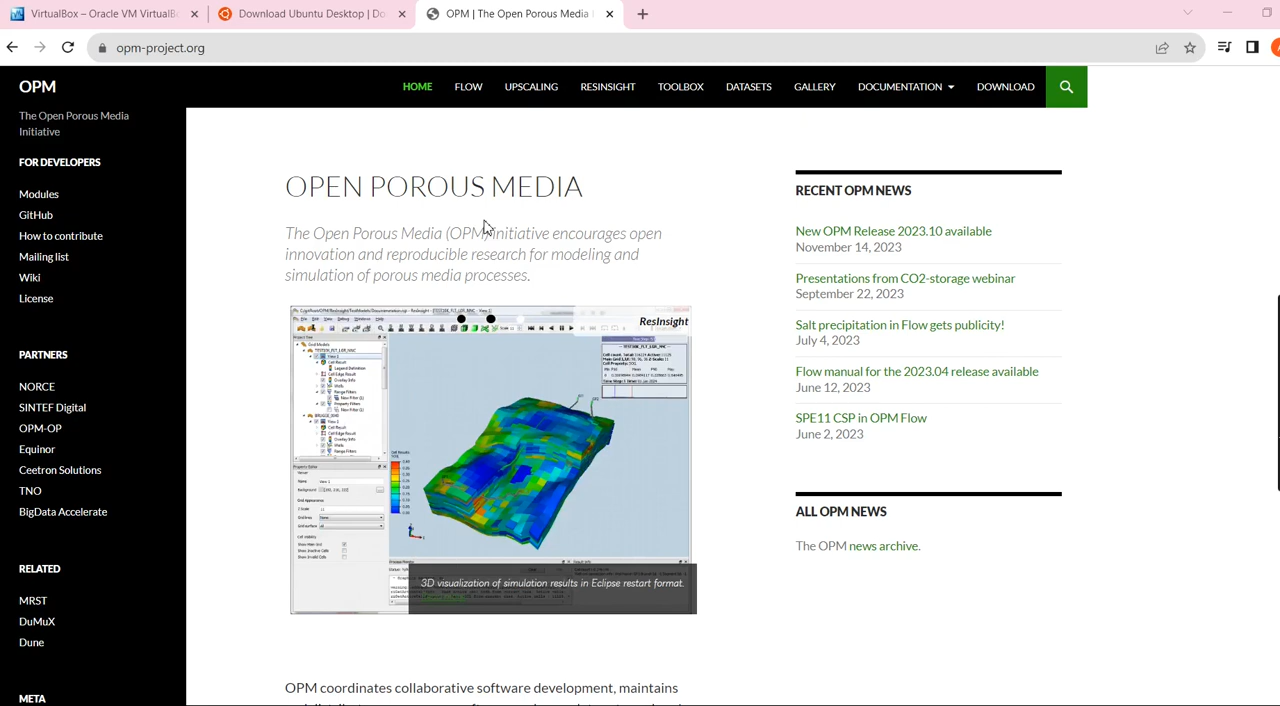 VirtualBox – Oracle VM VirtualB
Download Ubuntu Desktop | Do
OPM | The Open Porous Media
opm-project.org
OPM
HOME
FLOW
UPSCALING
RESINSIGHT
TOOLBOX
DATASETS
GALLERY
DOCUMENTATION
DOWNLOAD
The Open Porous Media
Initiative
FOR DEVELOPERS
Modules
GitHub
How to contribute
Mailing list
Wiki
License
PARTNERS
NORCE
SINTEF Digital
OPM-OP
Equinor
Ceetron Solutions
TNO
BigData Accelerate
RELATED
MRST
DuMuX
Dune
META
OPEN POROUS MEDIA
The Open Porous Media (OPM) initiative encourages open
innovation and reproducible research for modeling and
simulation of porous media processes.
ResInsight
3D visualization of simulation results in Eclipse restart format.
OPM coordinates collaborative software development, maintains
RECENT OPM NEWS
New OPM Release 2023.10 available
November 14, 2023
Presentations from CO2-storage webinar
September 22, 2023
Salt precipitation in Flow gets publicity!
July 4, 2023
Flow manual for the 2023.04 release available
June 12, 2023
SPE11 CSP in OPM Flow
June 2, 2023
ALL OPM NEWS
The OPM news archive.